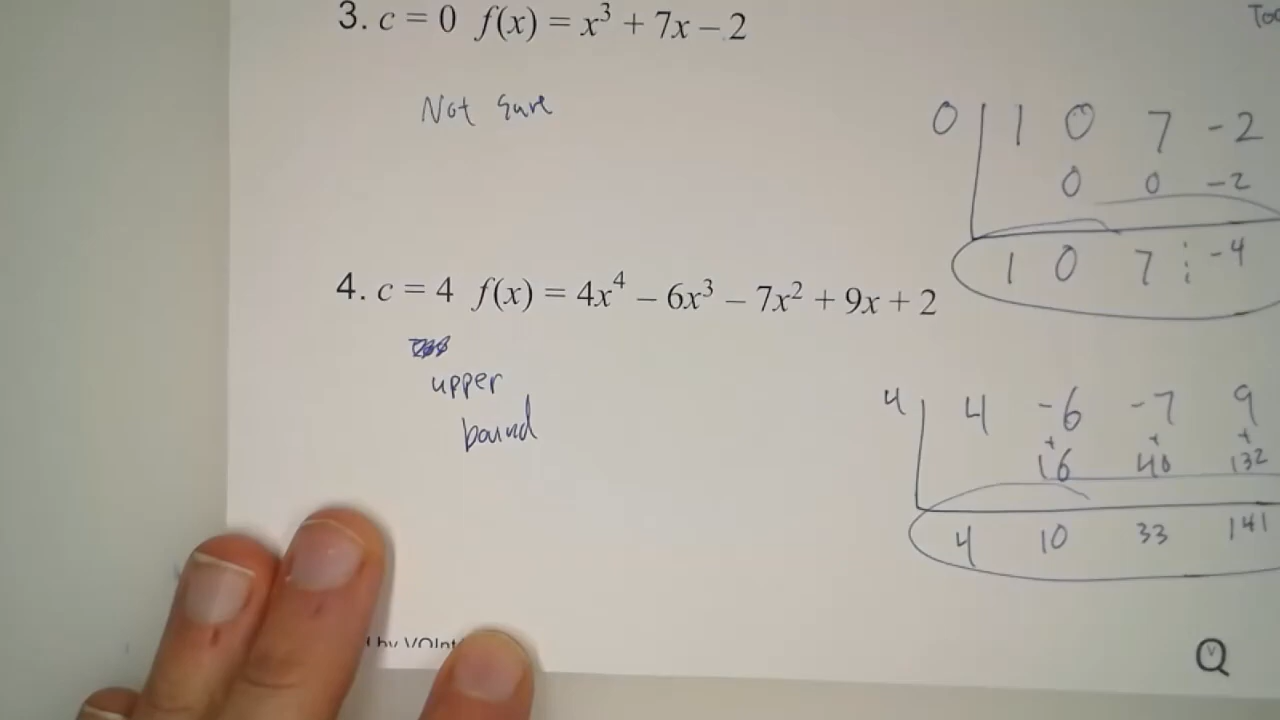 3. c = 0 f(x) = x³ + 7x − 2
Not sure
0 1 0 7 -2
0 0 -2
1 0 7 -4
4. c = 4 f(x) = 4x⁴ − 6x³ − 7x² + 9x + 2
upper
bound
4 4 -6 -7 9
+ + +
16 40 132
4 10 33 141